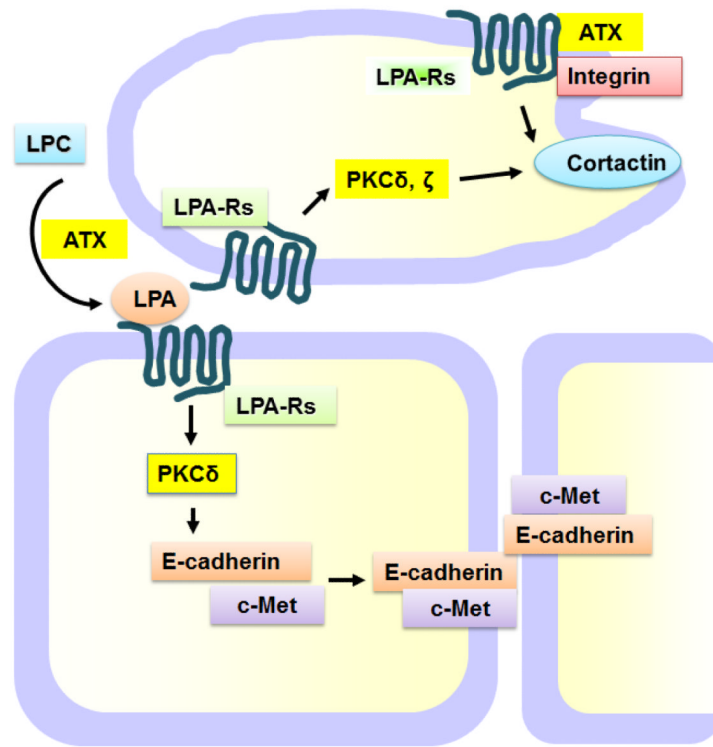 ATX
LPA-Rs
Integrin
LPC
Cortactin
PKCδ, ζ
LPA-Rs
ATX
LPA
LPA-Rs
PKCδ
c-Met
E-cadherin
E-cadherin
E-cadherin
c-Met
c-Met